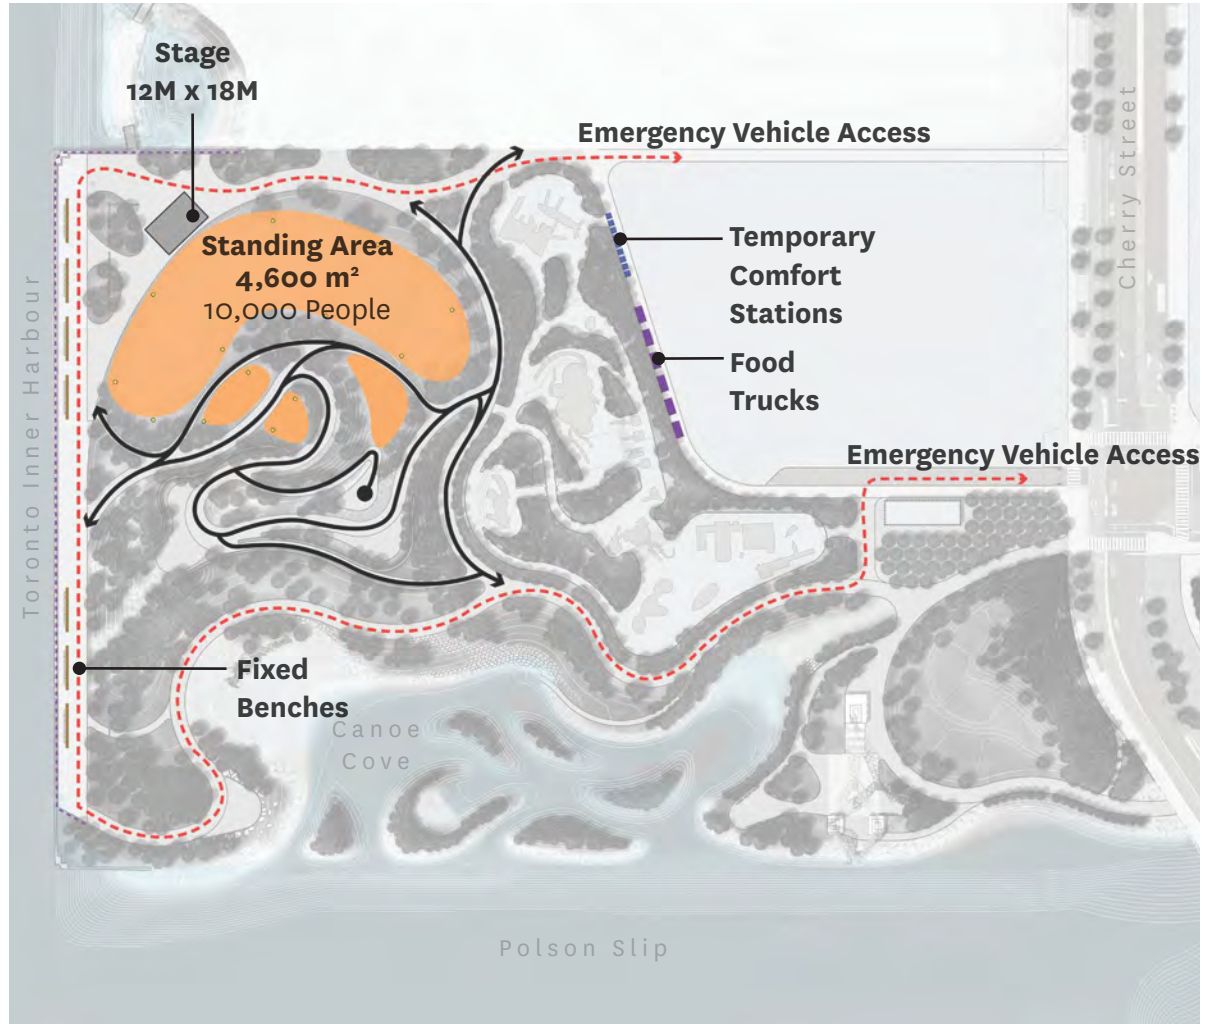 Stage
12M x 18M
Emergency Vehicle Access
Cherry Street
Standing Area
4,600 m²
10,000 People
Temporary
Comfort
Stations
Food
Trucks
Toronto Inner Harbour
Emergency Vehicle Access
Fixed
Benches
Canoe
Cove
Polson Slip